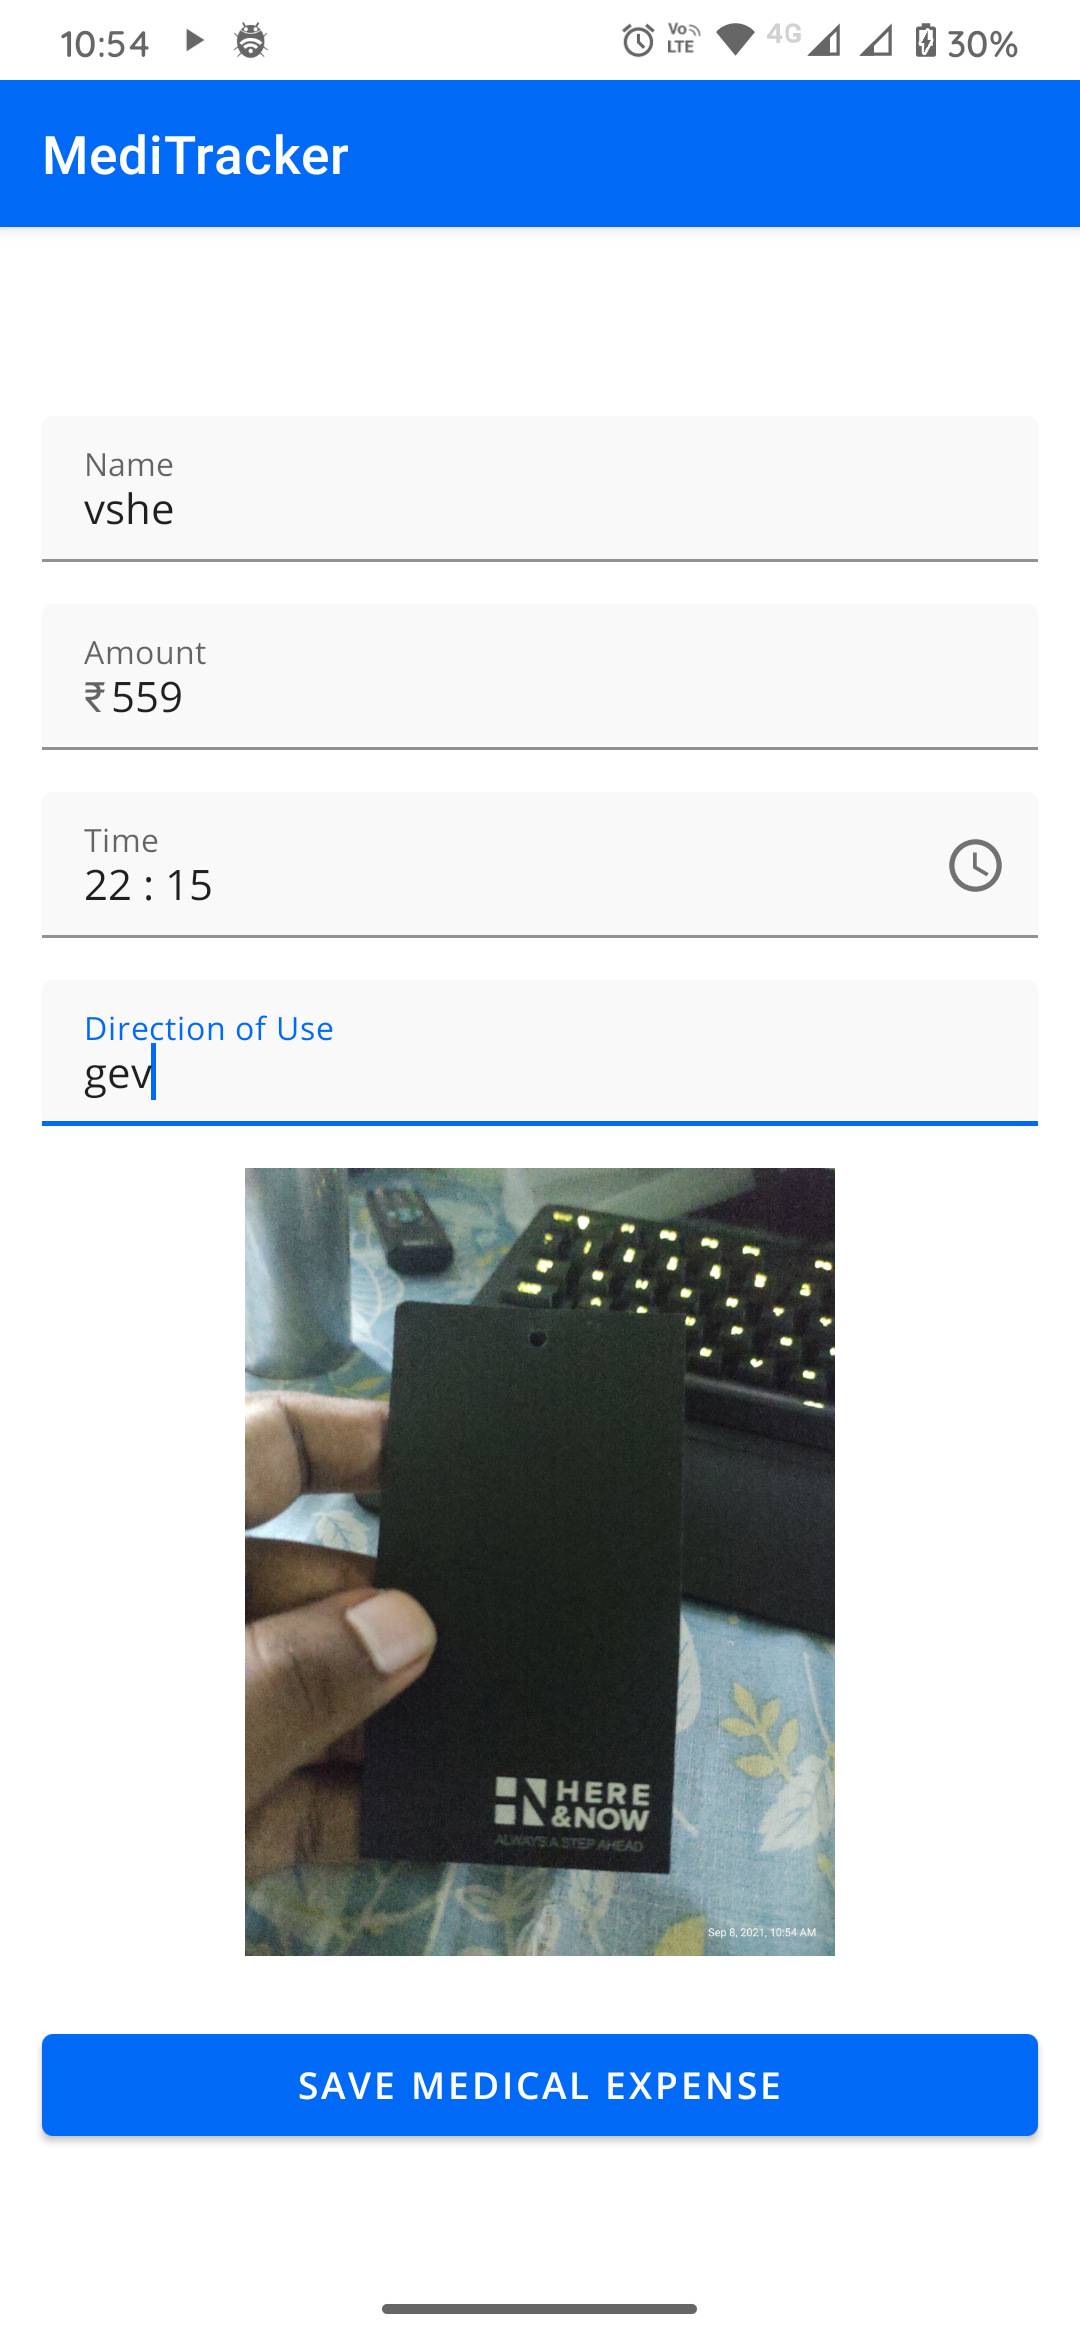 10:54 Vo LTE 4G 30%
MediTracker
Name
vshe
Amount
₹559
Time
22 : 15
Direction of Use
gev
HERE
&NOW
ALWAYS A STEP AHEAD
Sep 8, 2021, 10:54 AM
SAVE MEDICAL EXPENSE